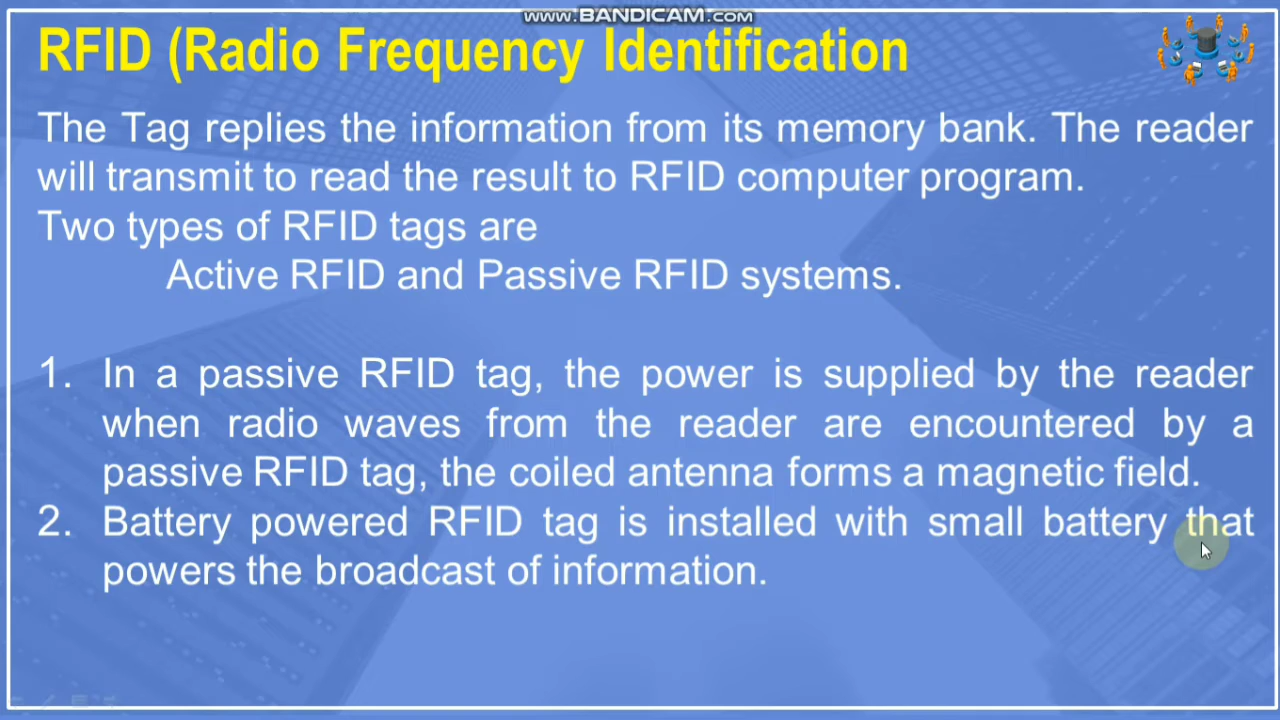 www.BANDICAM.com
RFID (Radio Frequency Identification
The Tag replies the information from its memory bank. The reader
will transmit to read the result to RFID computer program.
Two types of RFID tags are
Active RFID and Passive RFID systems.
1. In a passive RFID tag, the power is supplied by the reader
when radio waves from the reader are encountered by a
passive RFID tag, the coiled antenna forms a magnetic field.
2. Battery powered RFID tag is installed with small battery that
powers the broadcast of information.